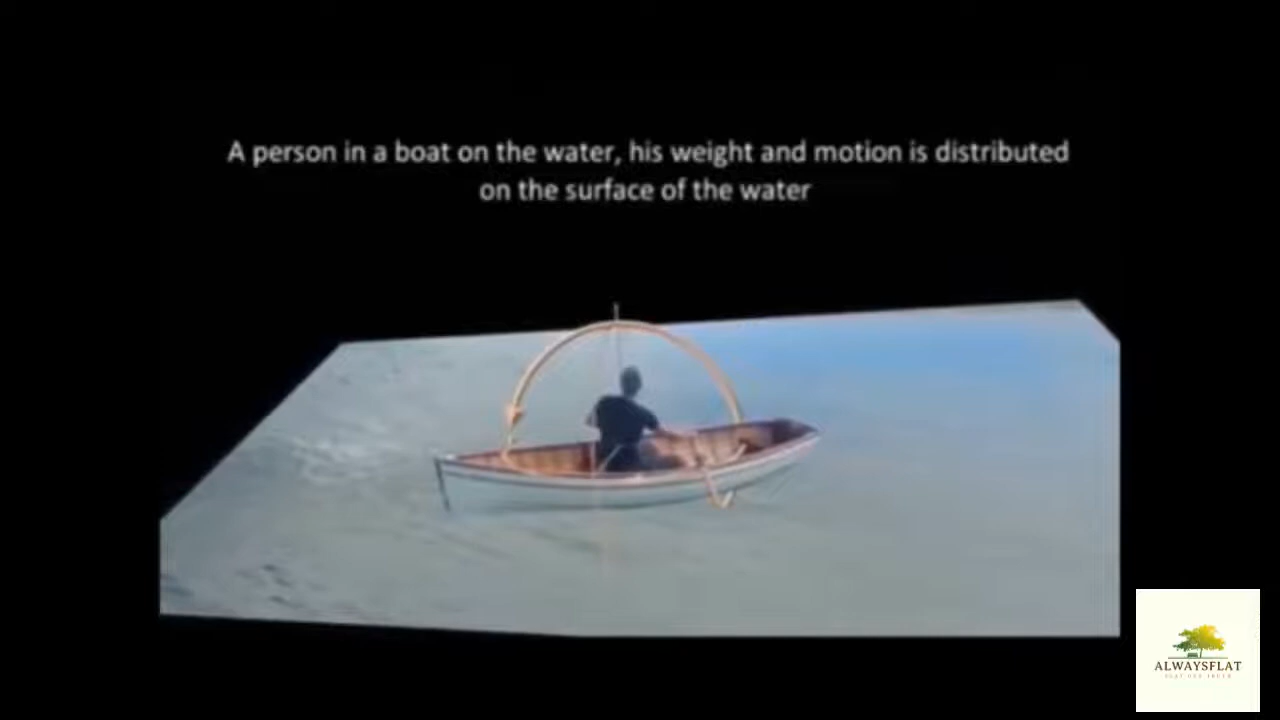 A person in a boat on the water, his weight and motion is distributed
on the surface of the water
ALWAYSFLAT